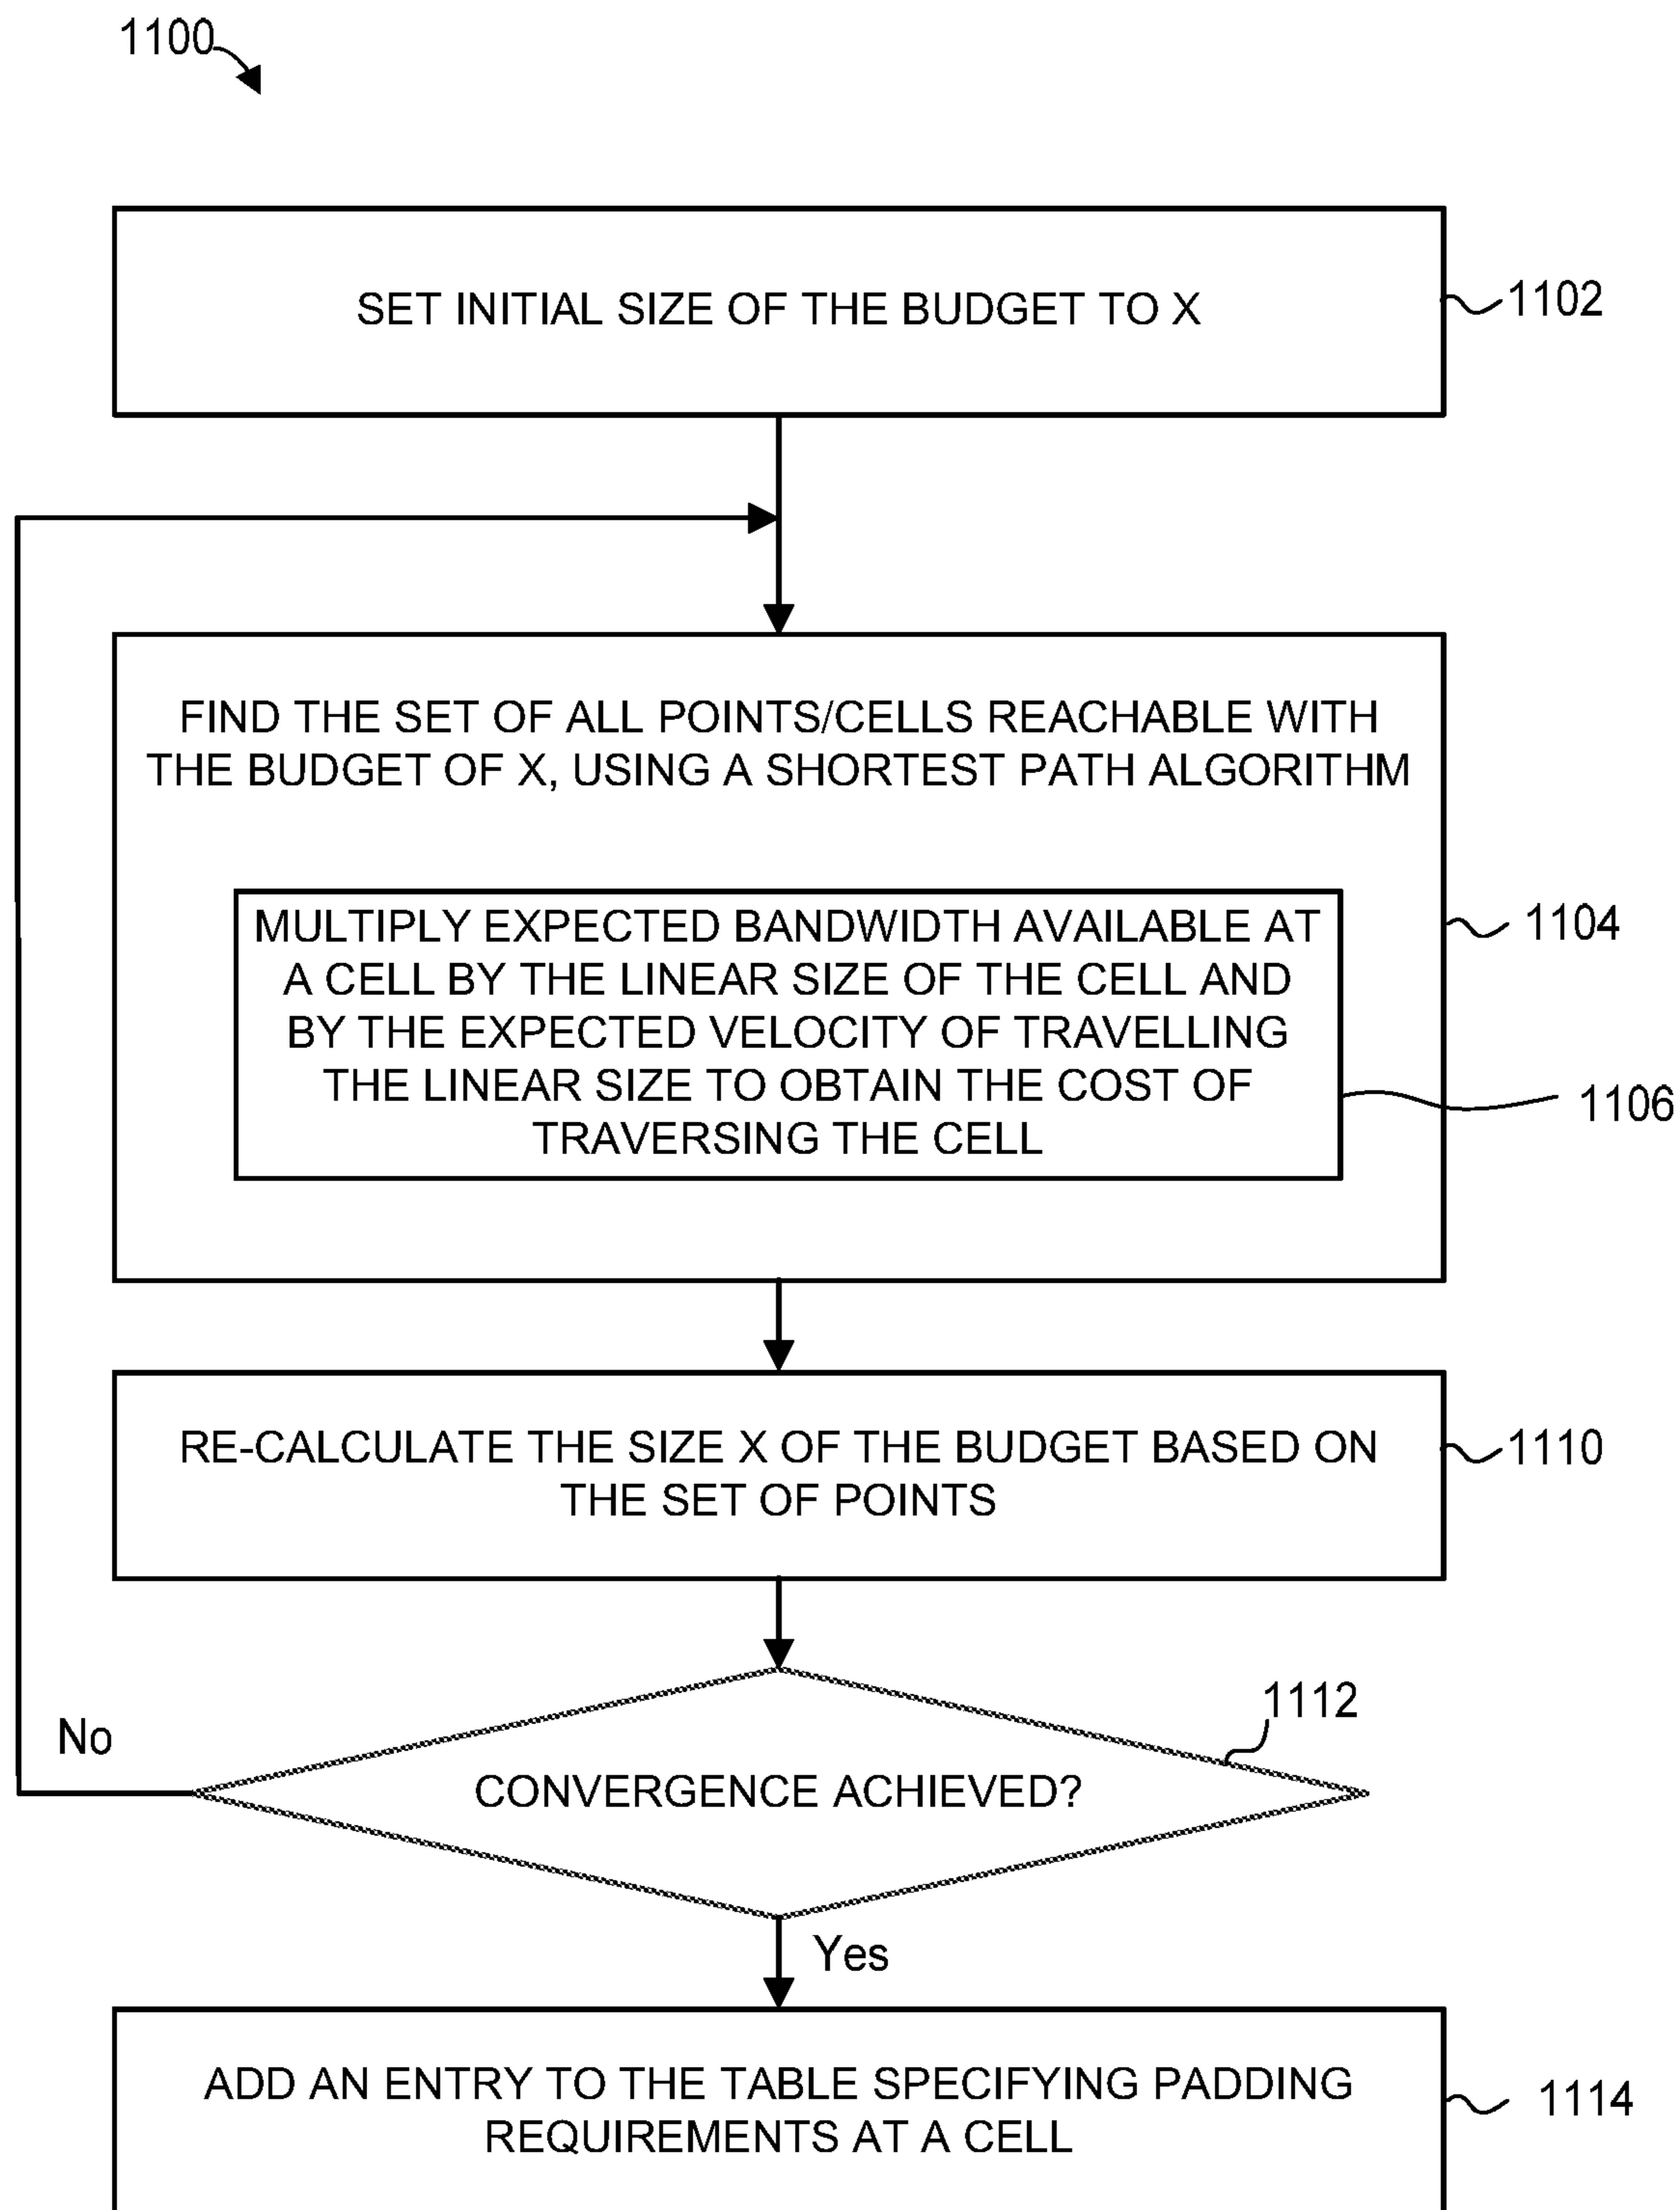 1100
SET INITIAL SIZE OF THE BUDGET TO X
1102
FIND THE SET OF ALL POINTS/CELLS REACHABLE WITH
THE BUDGET OF X, USING A SHORTEST PATH ALGORITHM
1104
MULTIPLY EXPECTED BANDWIDTH AVAILABLE AT
A CELL BY THE LINEAR SIZE OF THE CELL AND
BY THE EXPECTED VELOCITY OF TRAVELLING
THE LINEAR SIZE TO OBTAIN THE COST OF
TRAVERSING THE CELL
1106
RE-CALCULATE THE SIZE X OF THE BUDGET BASED ON
THE SET OF POINTS
1110
1112
No
CONVERGENCE ACHIEVED?
Yes
ADD AN ENTRY TO THE TABLE SPECIFYING PADDING
REQUIREMENTS AT A CELL
1114